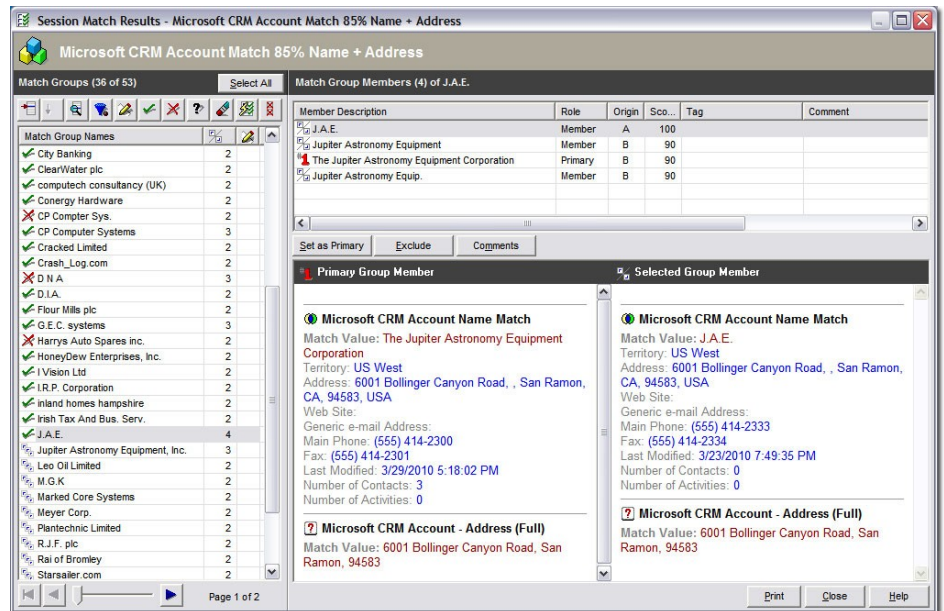 Session Match Results - Microsoft CRM Account Match 85% Name + Address
Microsoft CRM Account Match 85% Name + Address
Match Groups (36 of 53)
Select All
Match Group Names
City Banking 2
ClearWater plc 2
computech consultancy (UK) 2
Conergy Hardware 2
CP Compter Sys. 2
CP Computer Systems 3
Cracked Limited 2
Crash_Log.com 2
D N A 3
D.I.A. 2
Flour Mills plc 2
G.E.C. systems 3
Harrys Auto Spares inc. 2
HoneyDew Enterprises, Inc. 2
I Vision Ltd 2
I.R.P. Corporation 2
inland homes hampshire 2
Irish Tax And Bus. Serv. 2
J.A.E. 4
Jupiter Astronomy Equipment, Inc. 3
Leo Oil Limited 2
M.G.K 2
Marked Core Systems 2
Meyer Corp. 2
Plantechnic Limited 2
R.J.F. plc 2
Rai of Bromley 2
Starsailer.com 2
Page 1 of 2
Match Group Members (4) of J.A.E.
Member Description Role Origin Sco... Tag Comment
J.A.E. Member A 100
Jupiter Astronomy Equipment Member B 90
The Jupiter Astronomy Equipment Corporation Primary B 90
Jupiter Astronomy Equip. Member B 90
Set as Primary Exclude Comments
Primary Group Member
Microsoft CRM Account Name Match
Match Value: The Jupiter Astronomy Equipment
Corporation
Territory: US West
Address: 6001 Bollinger Canyon Road, , San Ramon,
CA, 94583, USA
Web Site:
Generic e-mail Address:
Main Phone: (555) 414-2300
Fax: (555) 414-2301
Last Modified: 3/29/2010 5:18:02 PM
Number of Contacts: 3
Number of Activities: 0
Microsoft CRM Account - Address (Full)
Match Value: 6001 Bollinger Canyon Road, San
Ramon, 94583
Selected Group Member
Microsoft CRM Account Name Match
Match Value: J.A.E.
Territory: US West
Address: 6001 Bollinger Canyon Road, , San Ramon,
CA, 94583, USA
Web Site:
Generic e-mail Address:
Main Phone: (555) 414-2333
Fax: (555) 414-2334
Last Modified: 3/23/2010 7:49:35 PM
Number of Contacts: 0
Number of Activities: 0
Microsoft CRM Account - Address (Full)
Match Value: 6001 Bollinger Canyon Road, San
Ramon, 94583
Print Close Help